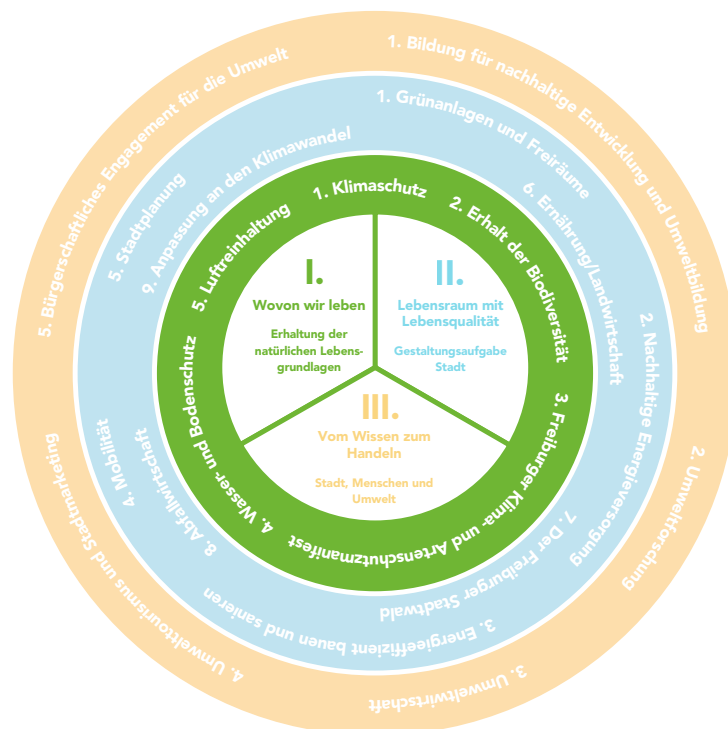 1. Bildung für nachhaltige Entwicklung und Umweltbildung
2. Umweltforschung
3. Umweltwirtschaft
4. Umwelttourismus und Stadtmarketing
5. Bürgerschaftliches Engagement für die Umwelt
1. Grünanlagen und Freiräume
2. Nachhaltige Energieversorgung
3. Energieeffizient bauen und sanieren
4. Mobilität
5. Stadtplanung
6. Ernährung/Landwirtschaft
7. Der Freiburger Stadtwald
8. Abfallwirtschaft
9. Anpassung an den Klimawandel
1. Klimaschutz
2. Erhalt der Biodiversität
3. Freiburger Klima- und Artenschutzmanifest
4. Wasser- und Bodenschutz
5. Luftreinhaltung
I.
Wovon wir leben
Erhaltung der
natürlichen Lebens-
grundlagen
II.
Lebensraum mit
Lebensqualität
Gestaltungsaufgabe
Stadt
III.
Vom Wissen zum
Handeln
Stadt, Menschen und
Umwelt